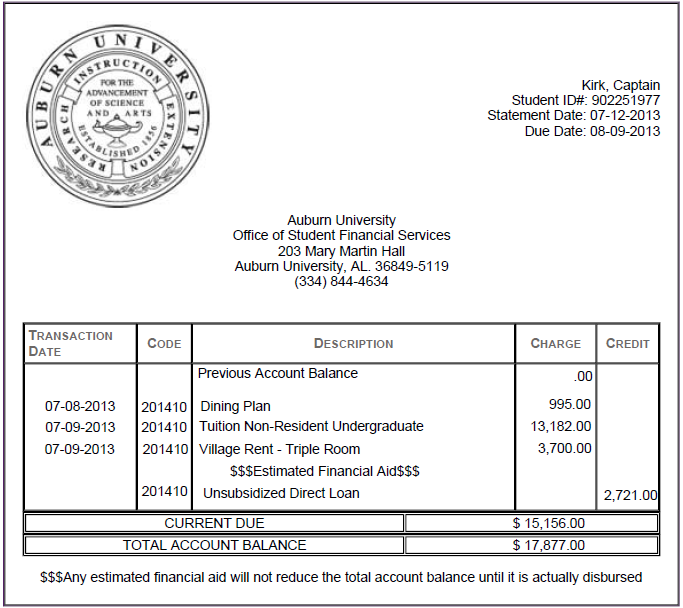 AUBURN UNIVERSITY
INSTRUCTION
RESEARCH
EXTENSION
FOR THE
ADVANCEMENT
OF SCIENCE
AND ARTS
ESTABLISHED 1856
Kirk, Captain
Student ID#: 902251977
Statement Date: 07-12-2013
Due Date: 08-09-2013
Auburn University
Office of Student Financial Services
203 Mary Martin Hall
Auburn University, AL. 36849-5119
(334) 844-4634
TRANSACTION DATE CODE DESCRIPTION CHARGE CREDIT
Previous Account Balance .00
07-08-2013 201410 Dining Plan 995.00
07-09-2013 201410 Tuition Non-Resident Undergraduate 13,182.00
07-09-2013 201410 Village Rent - Triple Room 3,700.00
$$$Estimated Financial Aid$$$
201410 Unsubsidized Direct Loan 2,721.00
CURRENT DUE $ 15,156.00
TOTAL ACCOUNT BALANCE $ 17,877.00
$$$Any estimated financial aid will not reduce the total account balance until it is actually disbursed